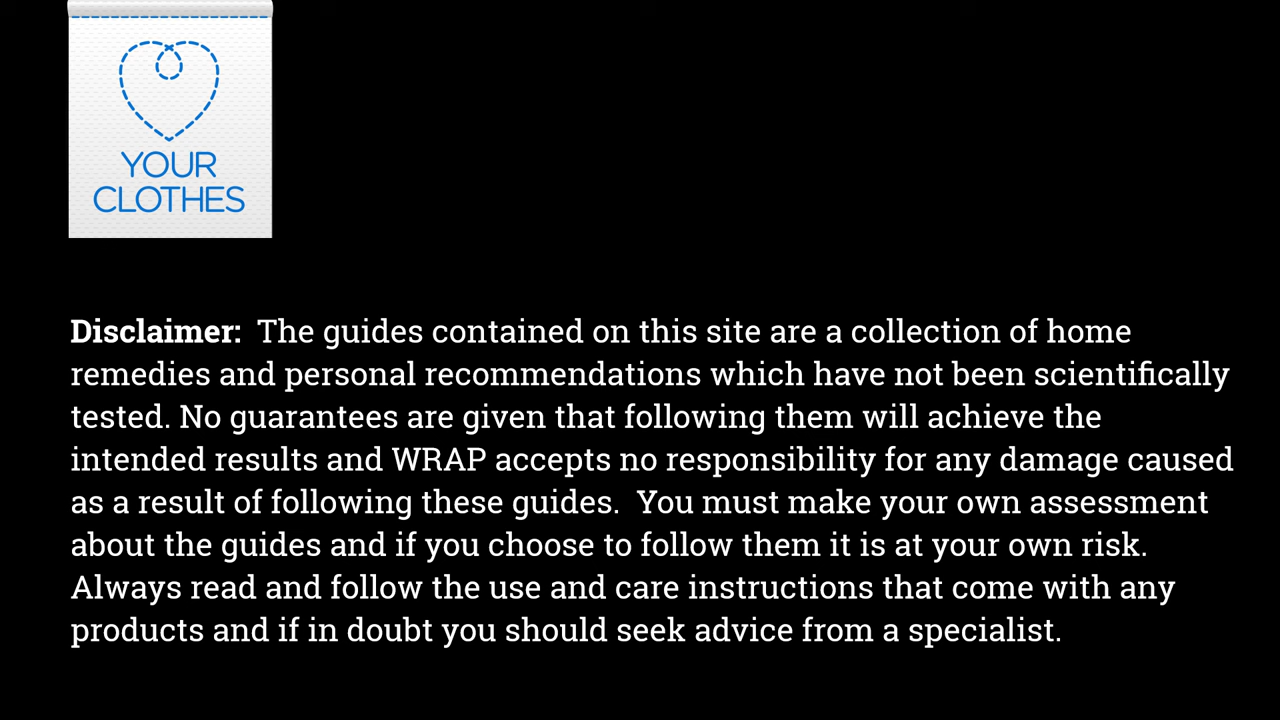 YOUR
CLOTHES
Disclaimer:  The guides contained on this site are a collection of home
remedies and personal recommendations which have not been scientifically
tested. No guarantees are given that following them will achieve the
intended results and WRAP accepts no responsibility for any damage caused
as a result of following these guides.  You must make your own assessment
about the guides and if you choose to follow them it is at your own risk.
Always read and follow the use and care instructions that come with any
products and if in doubt you should seek advice from a specialist.